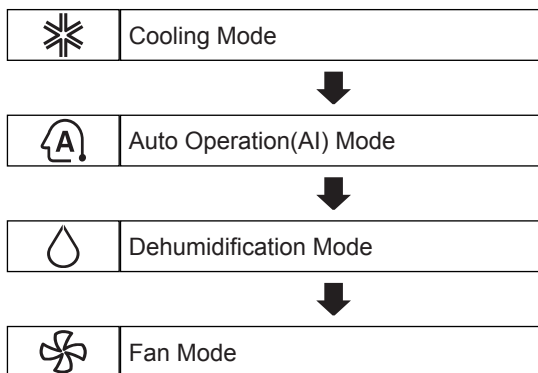 Cooling Mode
A
Auto Operation(AI) Mode
Dehumidification Mode
Fan Mode